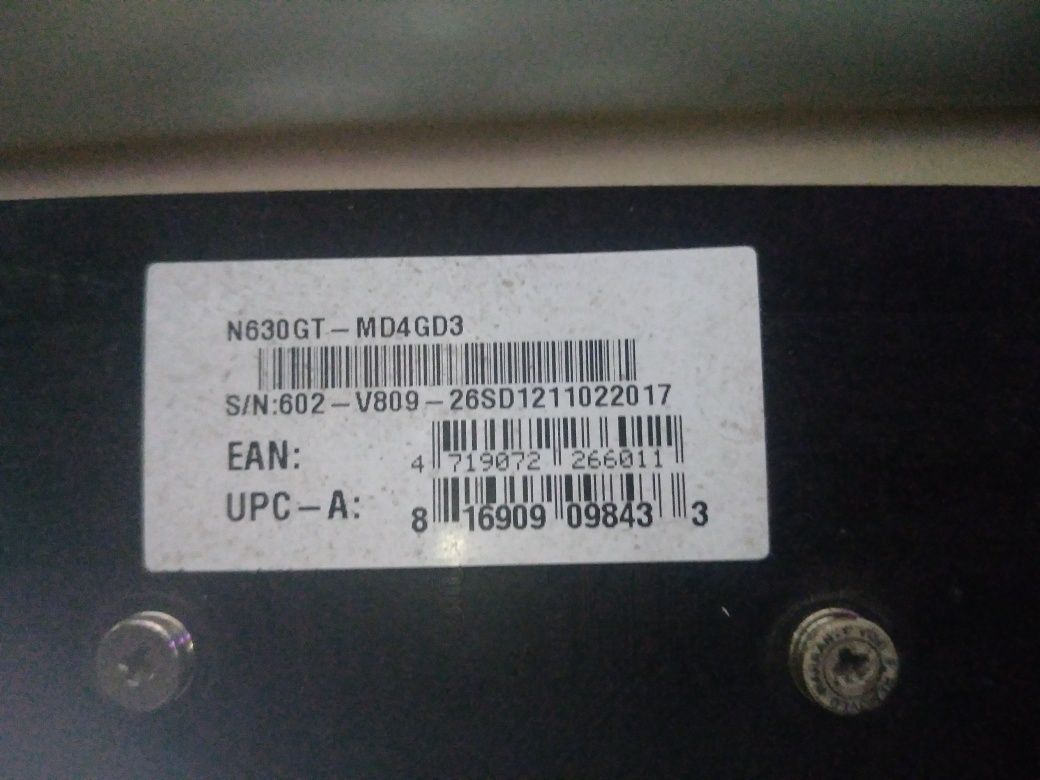 N630GT-MD4GD3
S/N:602-V809-26SD1211022017
EAN:
4 719072 266011
UPC-A:
8 16909 09843 3